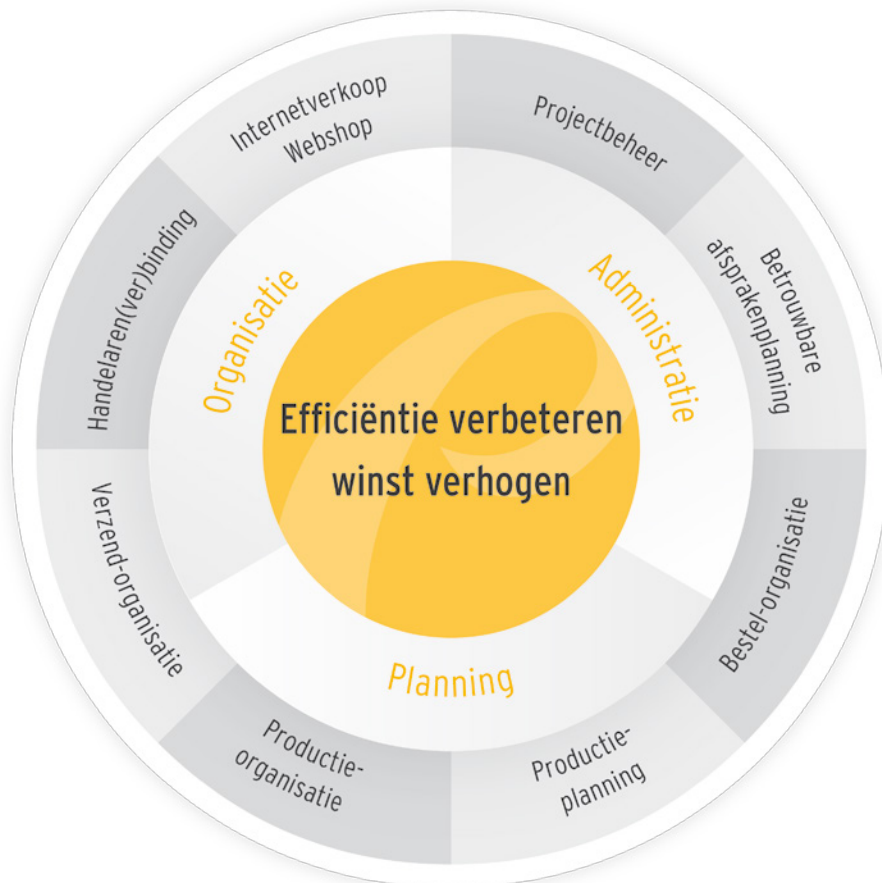 Internetverkoop
Webshop
Projectbeheer
Betrouwbare
afsprakenplanning
Bestel-organisatie
Productie-
planning
Productie-
organisatie
Verzend-organisatie
Handelaren(ver)binding
Organisatie
Administratie
Planning
Efficiëntie verbeteren
winst verhogen